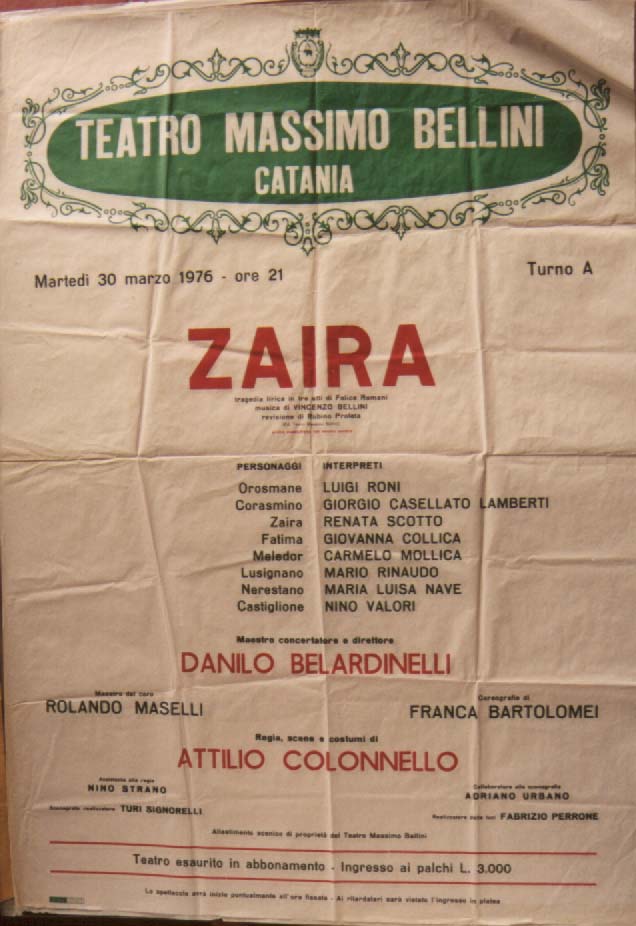 TEATRO MASSIMO BELLINI
CATANIA
Martedì 30 marzo 1976 - ore 21
Turno A
ZAIRA
tragedia lirica in tre atti di Felice Romani
musica di VINCENZO BELLINI
revisione di Rubino Profeta
PERSONAGGI INTERPRETI
Orosmane LUIGI RONI
Corasmino GIORGIO CASELLATO LAMBERTI
Zaira RENATA SCOTTO
Fatima GIOVANNA COLLICA
Meledor CARMELO MOLLICA
Lusignano MARIO RINAUDO
Nerestano MARIA LUISA NAVE
Castiglione NINO VALORI
Maestro concertatore e direttore
DANILO BELARDINELLI
Maestro del coro
ROLANDO MASELLI
Coreografia di
FRANCA BARTOLOMEI
Regia, scene e costumi di
ATTILIO COLONNELLO
Assistente alla regia
NINO STRANO
Collaboratore alla scenografia
ADRIANO URBANO
Scenografo realizzatore TURI SIGNORELLI
Realizzatore delle luci FABRIZIO PERRONE
Allestimento scenico di proprietà del Teatro Massimo Bellini
Teatro esaurito in abbonamento - Ingresso ai palchi L. 3.000
Lo spettacolo avrà inizio puntualmente all'ora fissata - Ai ritardatari sarà vietato l'ingresso in platea